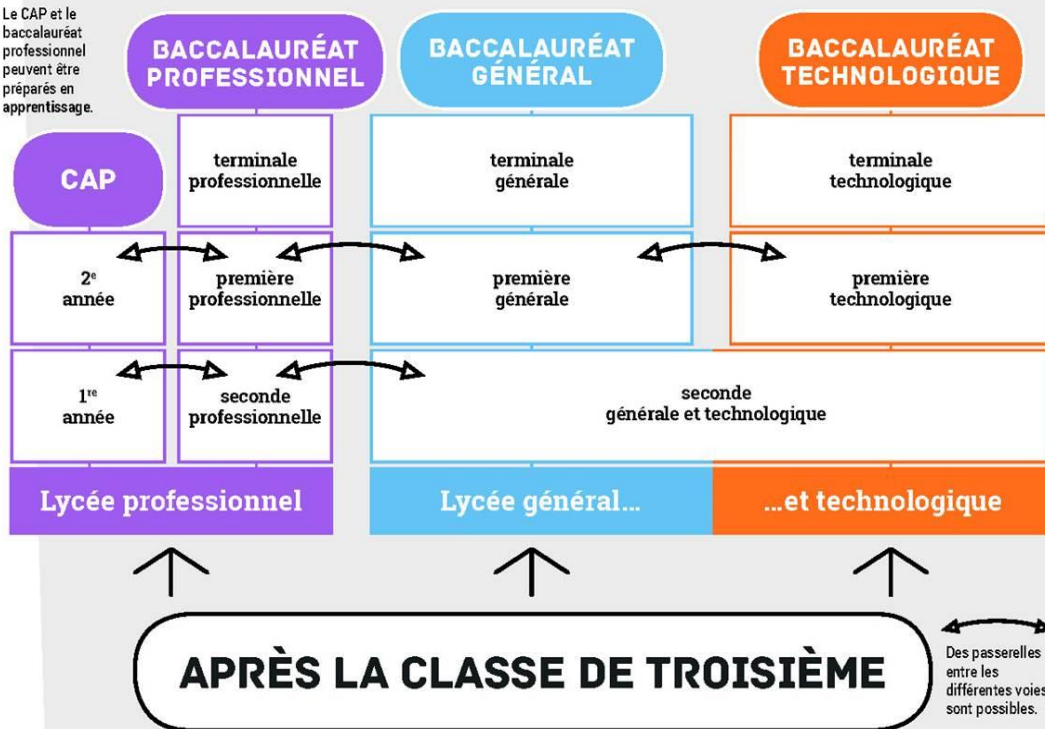 Le CAP et le
baccalauréat
professionnel
peuvent être
préparés en
apprentissage.
BACCALAURÉAT
PROFESSIONNEL
BACCALAURÉAT
GÉNÉRAL
BACCALAURÉAT
TECHNOLOGIQUE
CAP
terminale
professionnelle
terminale
générale
terminale
technologique
2e
année
première
professionnelle
première
générale
première
technologique
1re
année
seconde
professionnelle
seconde
générale et technologique
Lycée professionnel
Lycée général...
...et technologique
APRÈS LA CLASSE DE TROISIÈME
Des passerelles
entre les
différentes voies
sont possibles.